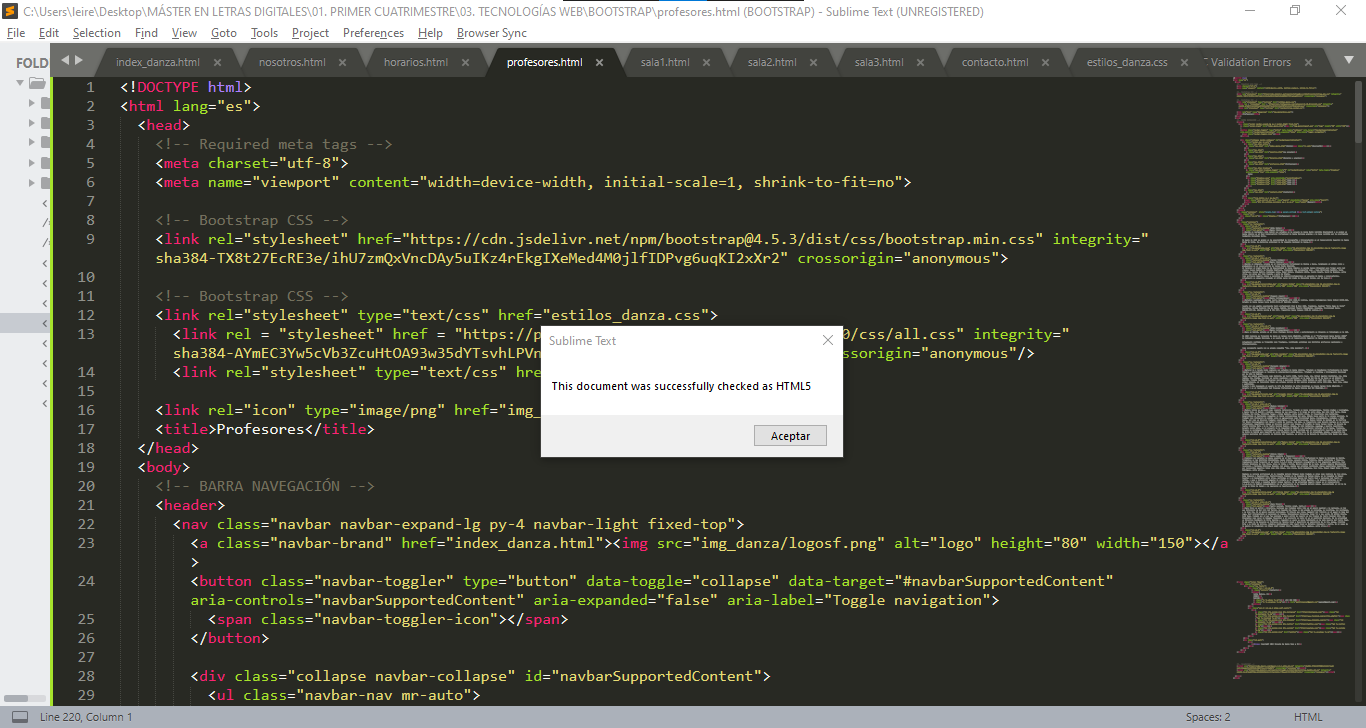 C:\Users\leire\Desktop\MÁSTER EN LETRAS DIGITALES\01. PRIMER CUATRIMESTRE\03. TECNOLOGÍAS WEB\BOOTSTRAP\profesores.html (BOOTSTRAP) - Sublime Text (UNREGISTERED)
File Edit Selection Find View Goto Tools Project Preferences Help Browser Sync
FOLD
index_danza.html nosotros.html horarios.html profesores.html sala1.html sala2.html sala3.html contacto.html estilos_danza.css Validation Errors
1 <!DOCTYPE html>
2 <html lang="es">
3 <head>
4 <!-- Required meta tags -->
5 <meta charset="utf-8">
6 <meta name="viewport" content="width=device-width, initial-scale=1, shrink-to-fit=no">
7
8 <!-- Bootstrap CSS -->
9 <link rel="stylesheet" href="https://cdn.jsdelivr.net/npm/bootstrap@4.5.3/dist/css/bootstrap.min.css" integrity="
sha384-TX8t27EcRE3e/ihU7zmQxVncDAy5uIKz4rEkgIXeMed4M0jlfIDPvg6uqKI2xXr2" crossorigin="anonymous">
10
11 <!-- Bootstrap CSS -->
12 <link rel="stylesheet" type="text/css" href="estilos_danza.css">
13 <link rel = "stylesheet" href = "https://p 0/css/all.css" integrity="
sha384-AYmEC3Yw5cVb3ZcuHtOA93w35dYTsvhLPVn ossorigin="anonymous"/>
14 <link rel="stylesheet" type="text/css" hre
15
16 <link rel="icon" type="image/png" href="img_
17 <title>Profesores</title>
18 </head>
19 <body>
20 <!-- BARRA NAVEGACIÓN -->
21 <header>
22 <nav class="navbar navbar-expand-lg py-4 navbar-light fixed-top">
23 <a class="navbar-brand" href="index_danza.html"><img src="img_danza/logosf.png" alt="logo" height="80" width="150"></a
>
24 <button class="navbar-toggler" type="button" data-toggle="collapse" data-target="#navbarSupportedContent"
aria-controls="navbarSupportedContent" aria-expanded="false" aria-label="Toggle navigation">
25 <span class="navbar-toggler-icon"></span>
26 </button>
27
28 <div class="collapse navbar-collapse" id="navbarSupportedContent">
29 <ul class="navbar-nav mr-auto">
Sublime Text
This document was successfully checked as HTML5
Aceptar
Line 220, Column 1
Spaces: 2
HTML